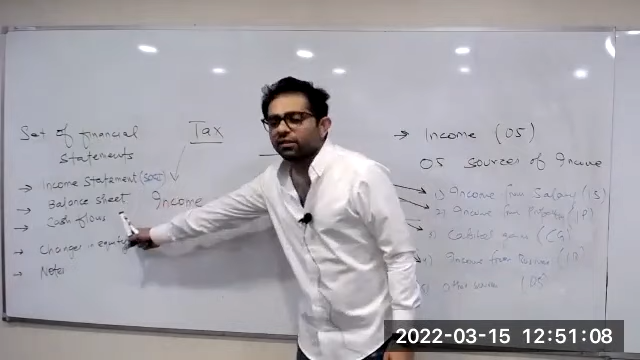 Set of financial
statements
→ Income Statement (SOCI)
→ Balance sheet
→ Cash flows
→ Changes in equity
→ Notes
Tax
Income
→ Income (05)
05 sources of Income
1) Income from Salary (IS)
2) Income from Property (IP)
3) Capital gain (CG)
4) Income from Business (IB)
5) Other sources (OS)
2022-03-15 12:51:08